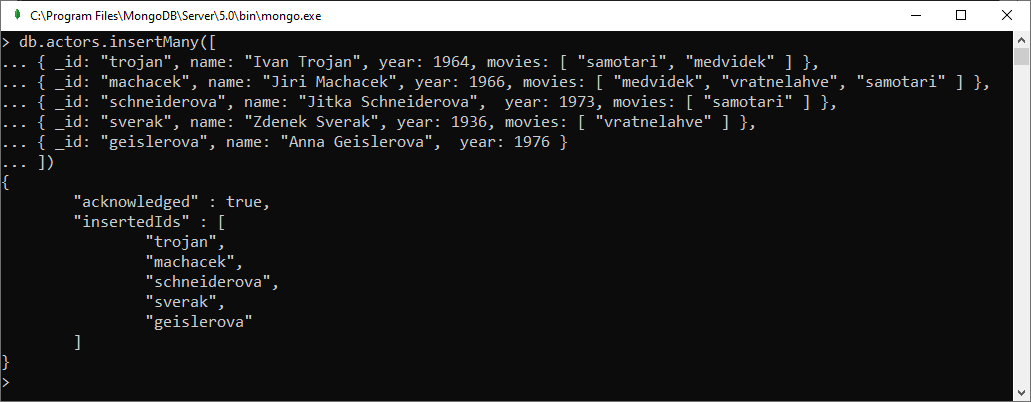 C:\Program Files\MongoDB\Server\5.0\bin\mongo.exe
> db.actors.insertMany([
... { _id: "trojan", name: "Ivan Trojan", year: 1964, movies: [ "samotari", "medvidek" ] },
... { _id: "machacek", name: "Jiri Machacek", year: 1966, movies: [ "medvidek", "vratnelahve", "samotari" ] },
... { _id: "schneiderova", name: "Jitka Schneiderova",  year: 1973, movies: [ "samotari" ] },
... { _id: "sverak", name: "Zdenek Sverak", year: 1936, movies: [ "vratnelahve" ] },
... { _id: "geislerova", name: "Anna Geislerova",  year: 1976 }
... ])
{
        "acknowledged" : true,
        "insertedIds" : [
                "trojan",
                "machacek",
                "schneiderova",
                "sverak",
                "geislerova"
        ]
}
>